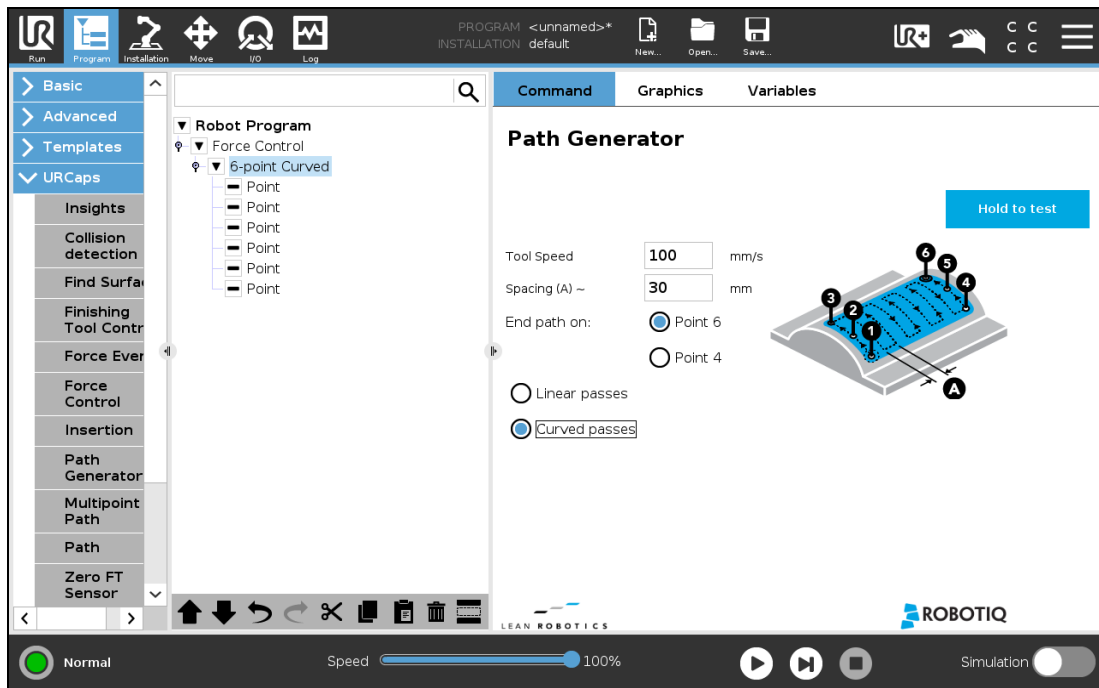 PROGRAM <unnamed>*
INSTALLATION default
Run
Program
Installation
Move
I/O
Log
New...
Open...
Save...
UR+
C C
C C
Basic
Advanced
Templates
URCaps
Insights
Collision
detection
Find Surfa
Finishing
Tool Contr
Force Ever
Force
Control
Insertion
Path
Generator
Multipoint
Path
Path
Zero FT
Sensor
Robot Program
Force Control
6-point Curved
Point
Point
Point
Point
Point
Point
Command
Graphics
Variables
Path Generator
Hold to test
Tool Speed 100 mm/s
Spacing (A) ~ 30 mm
End path on: Point 6
Point 4
Linear passes
Curved passes
6
5
4
3
2
1
A
LEAN ROBOTICS
ROBOTIQ
Normal
Speed 100%
Simulation